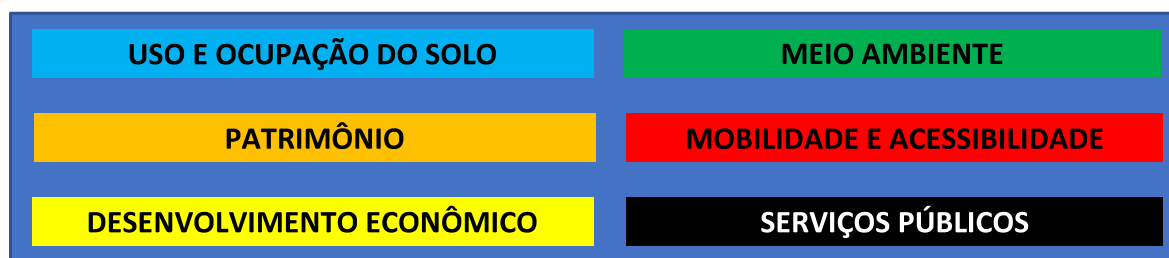 USO E OCUPAÇÃO DO SOLO
MEIO AMBIENTE
PATRIMÔNIO
MOBILIDADE E ACESSIBILIDADE
DESENVOLVIMENTO ECONÔMICO
SERVIÇOS PÚBLICOS